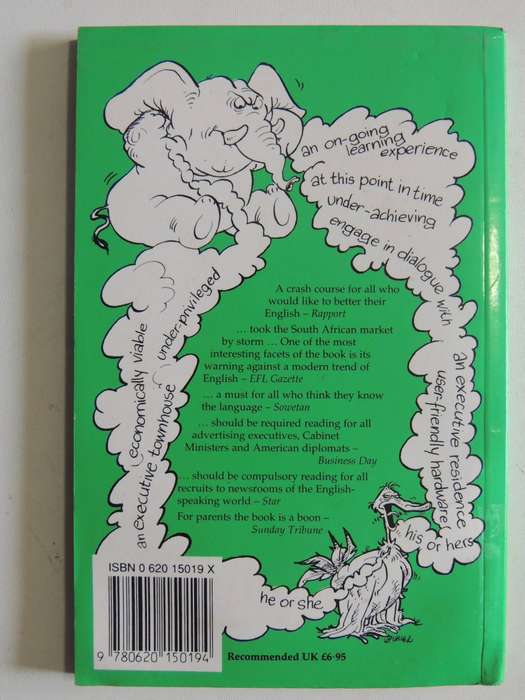 an on-going
learning
experience
at this point in time
under-achieving
engage in dialogue with
an executive residence
user-friendly hardware
his or hers
he or she
an executive townhouse
economically viable
under-privileged
A crash course for all who
would like to better their
English – Rapport
... took the South African market
by storm ... One of the most
interesting facets of the book is its
warning against a modern trend of
English – EFL Gazette
... a must for all who think they know
the language – Sowetan
... should be required reading for all
advertising executives, Cabinet
Ministers and American diplomats –
Business Day
... should be compulsory reading for all
recruits to newsrooms of the English-
speaking world – Star
For parents the book is a boon –
Sunday Tribune
ISBN 0 620 15019 X
9 780620 150194
Recommended UK £6·95